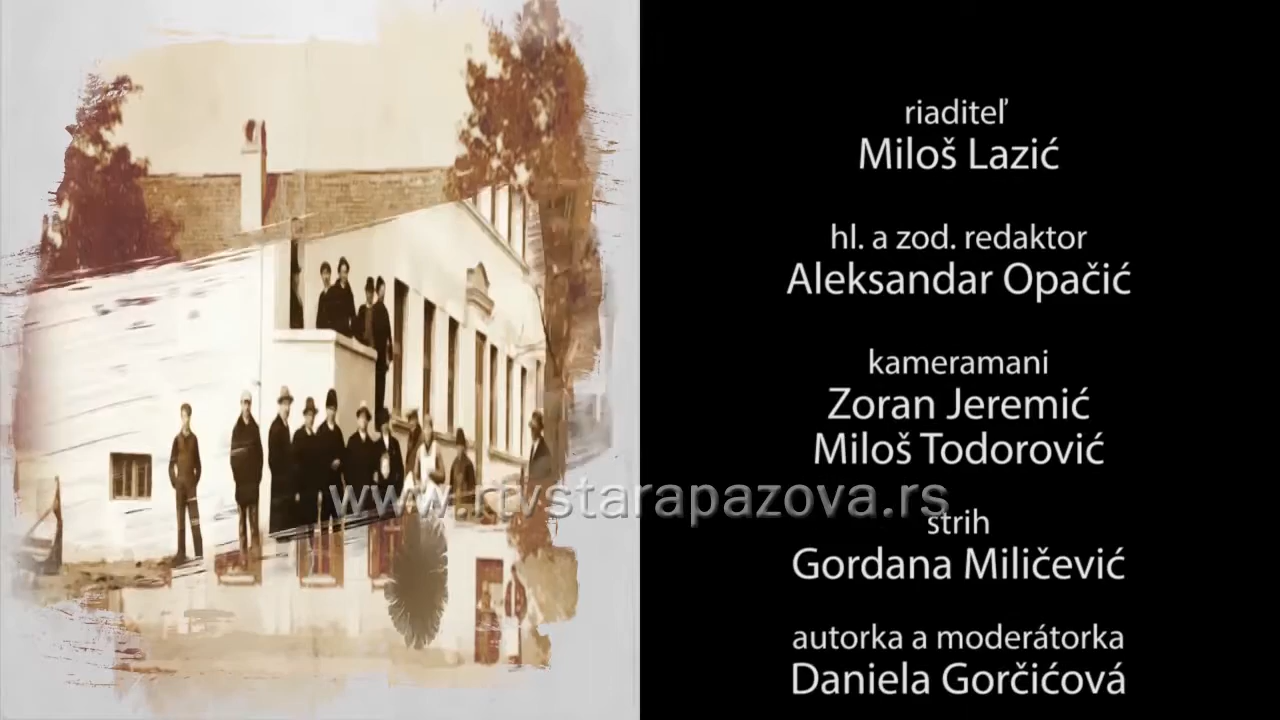 riaditeľ
Miloš Lazić
hl. a zod. redaktor
Aleksandar Opačić
kameramani
Zoran Jeremić
Miloš Todorović
www.rtvstarapazova.rs
strih
Gordana Miličević
autorka a moderátorka
Daniela Gorčićová